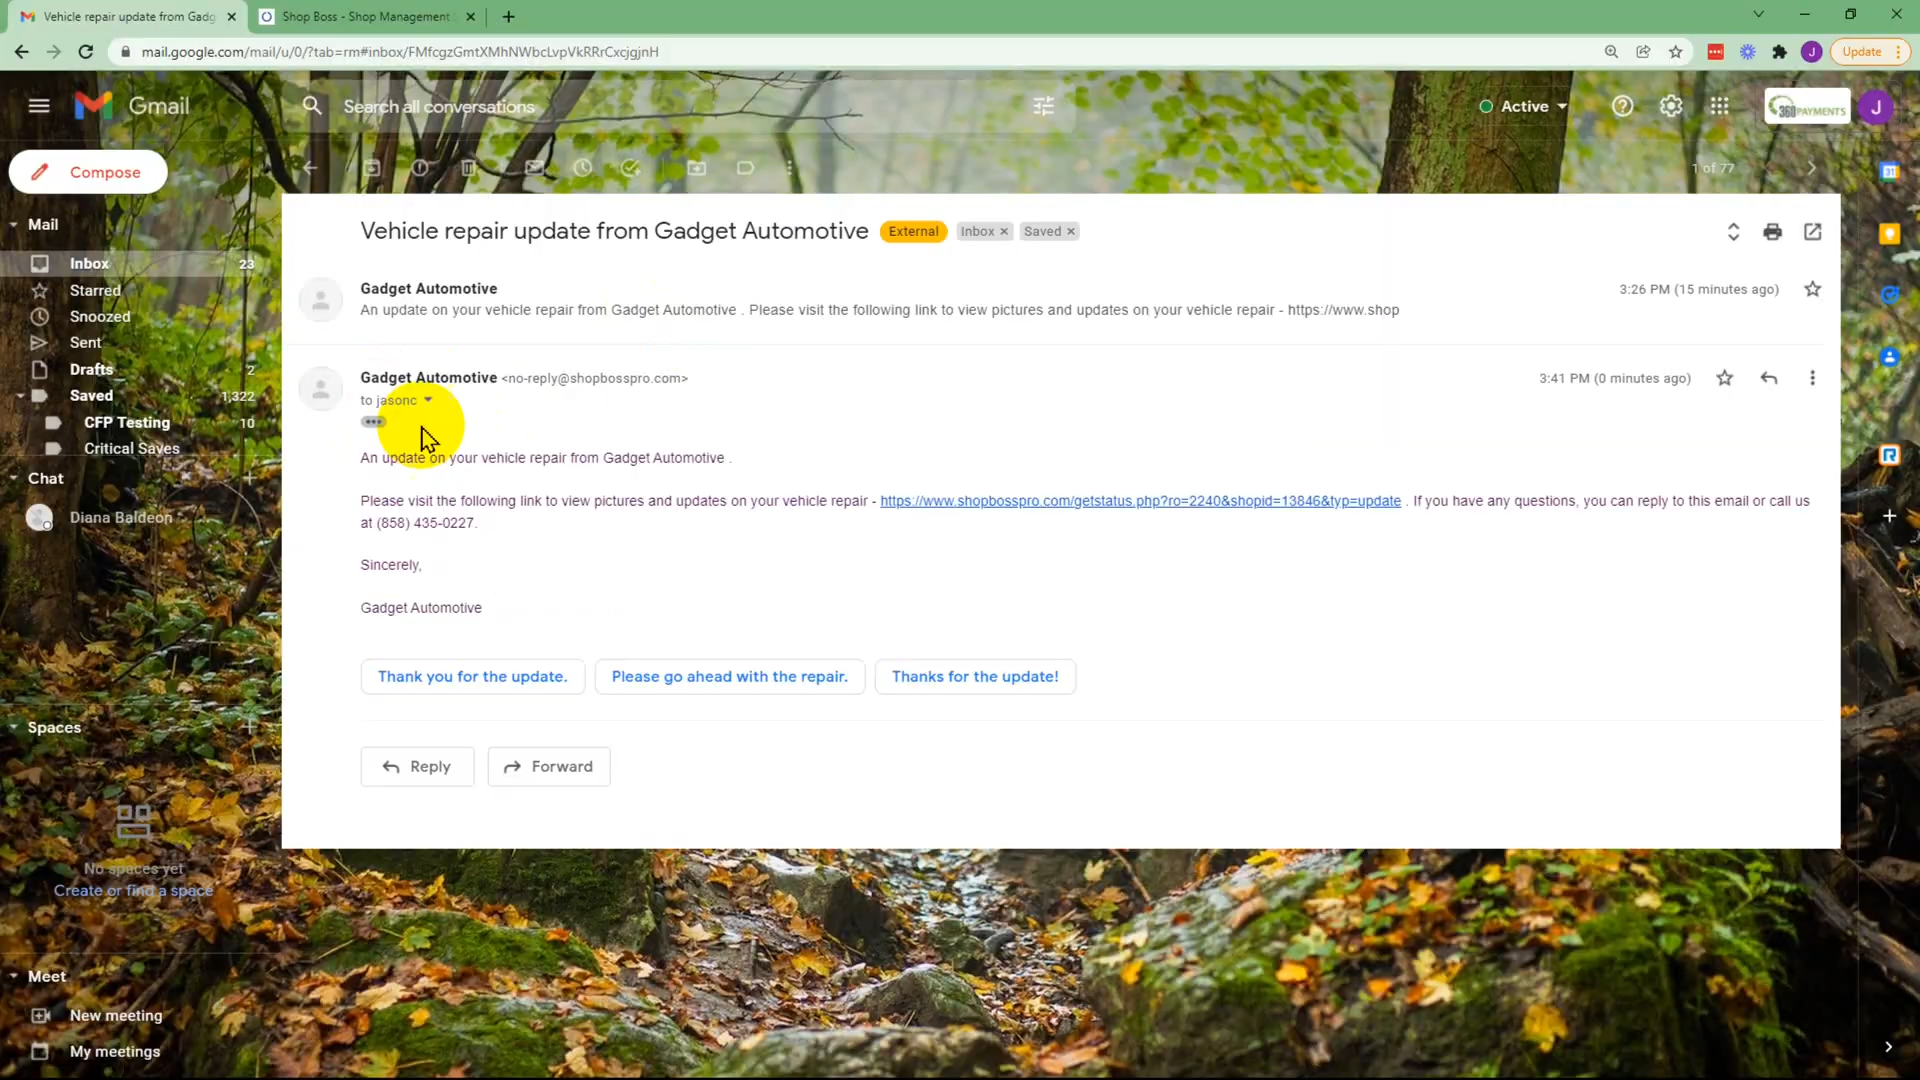 Vehicle repair update from Gadg
Shop Boss - Shop Management
mail.google.com/mail/u/0/?tab=rm#inbox/FMfcgzGmtXMhNWbcLvpVkRRrCxcjgjnH
J
Update
Gmail
Search all conversations
Active
360PAYMENTS
J
Compose
1 of 77
31
Mail
Inbox 23
Starred
Snoozed
Sent
Drafts 2
Saved 1,322
CFP Testing 10
Critical Saves
Chat
Diana Baldeon
Spaces
No spaces yet
Create or find a space
Meet
New meeting
My meetings
Vehicle repair update from Gadget Automotive External Inbox × Saved ×
Gadget Automotive 3:26 PM (15 minutes ago)
An update on your vehicle repair from Gadget Automotive . Please visit the following link to view pictures and updates on your vehicle repair - https://www.shop
Gadget Automotive <no-reply@shopbosspro.com> 3:41 PM (0 minutes ago)
to jasonc
An update on your vehicle repair from Gadget Automotive .
Please visit the following link to view pictures and updates on your vehicle repair - https://www.shopbosspro.com/getstatus.php?ro=2240&shopid=13846&typ=update . If you have any questions, you can reply to this email or call us
at (858) 435-0227.
Sincerely,
Gadget Automotive
Thank you for the update. Please go ahead with the repair. Thanks for the update!
Reply Forward